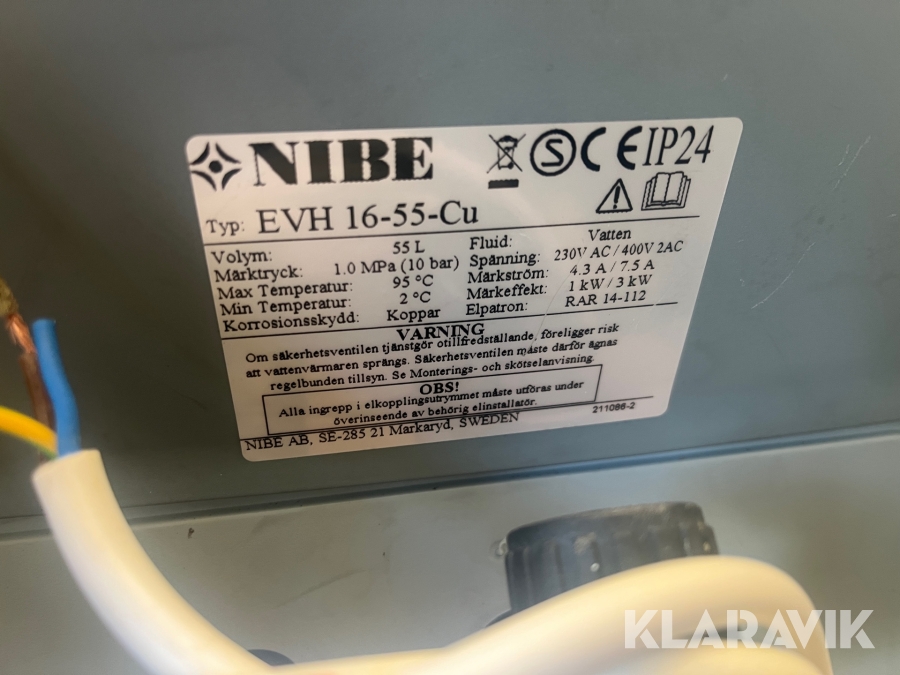 NIBE
S CE IP24
Typ: EVH 16-55-Cu
Volym: 55 L
Märktryck: 1.0 MPa (10 bar)
Max Temperatur: 95 °C
Min Temperatur: 2 °C
Korrosionsskydd: Koppar
Fluid: Vatten
Spänning: 230V AC / 400V 2AC
Märkström: 4.3 A / 7.5 A
Märkeffekt: 1 kW / 3 kW
Elpatron: RAR 14-112
VARNING
Om säkerhetsventilen tjänstgör otillfredställande, föreligger risk
att vattenvärmaren sprängs. Säkerhetsventilen måste därför ägnas
regelbunden tillsyn. Se Monterings- och skötselanvisning.
OBS!
Alla ingrepp i elkopplingsutrymmet måste utföras under
överinseende av behörig elinstallatör.
211086-2
NIBE AB, SE-285 21 Markaryd, SWEDEN
KLARAVIK